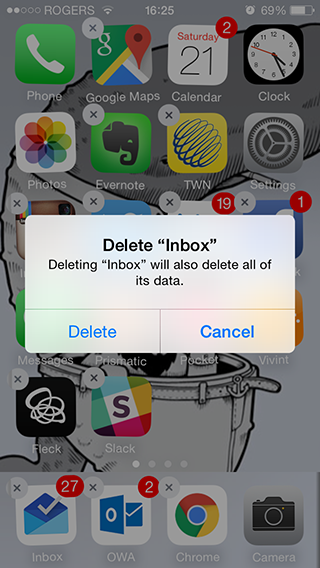 ROGERS 16:25 69%
2
Saturday
21
Phone Google Maps Calendar Clock
Photos Evernote TWN Settings
19 1
Delete “Inbox”
Deleting “Inbox” will also delete all of
its data.
Delete Cancel
Messages Prismatic Pocket Vivint
Fleck Slack
27 2
Inbox OWA Chrome Camera